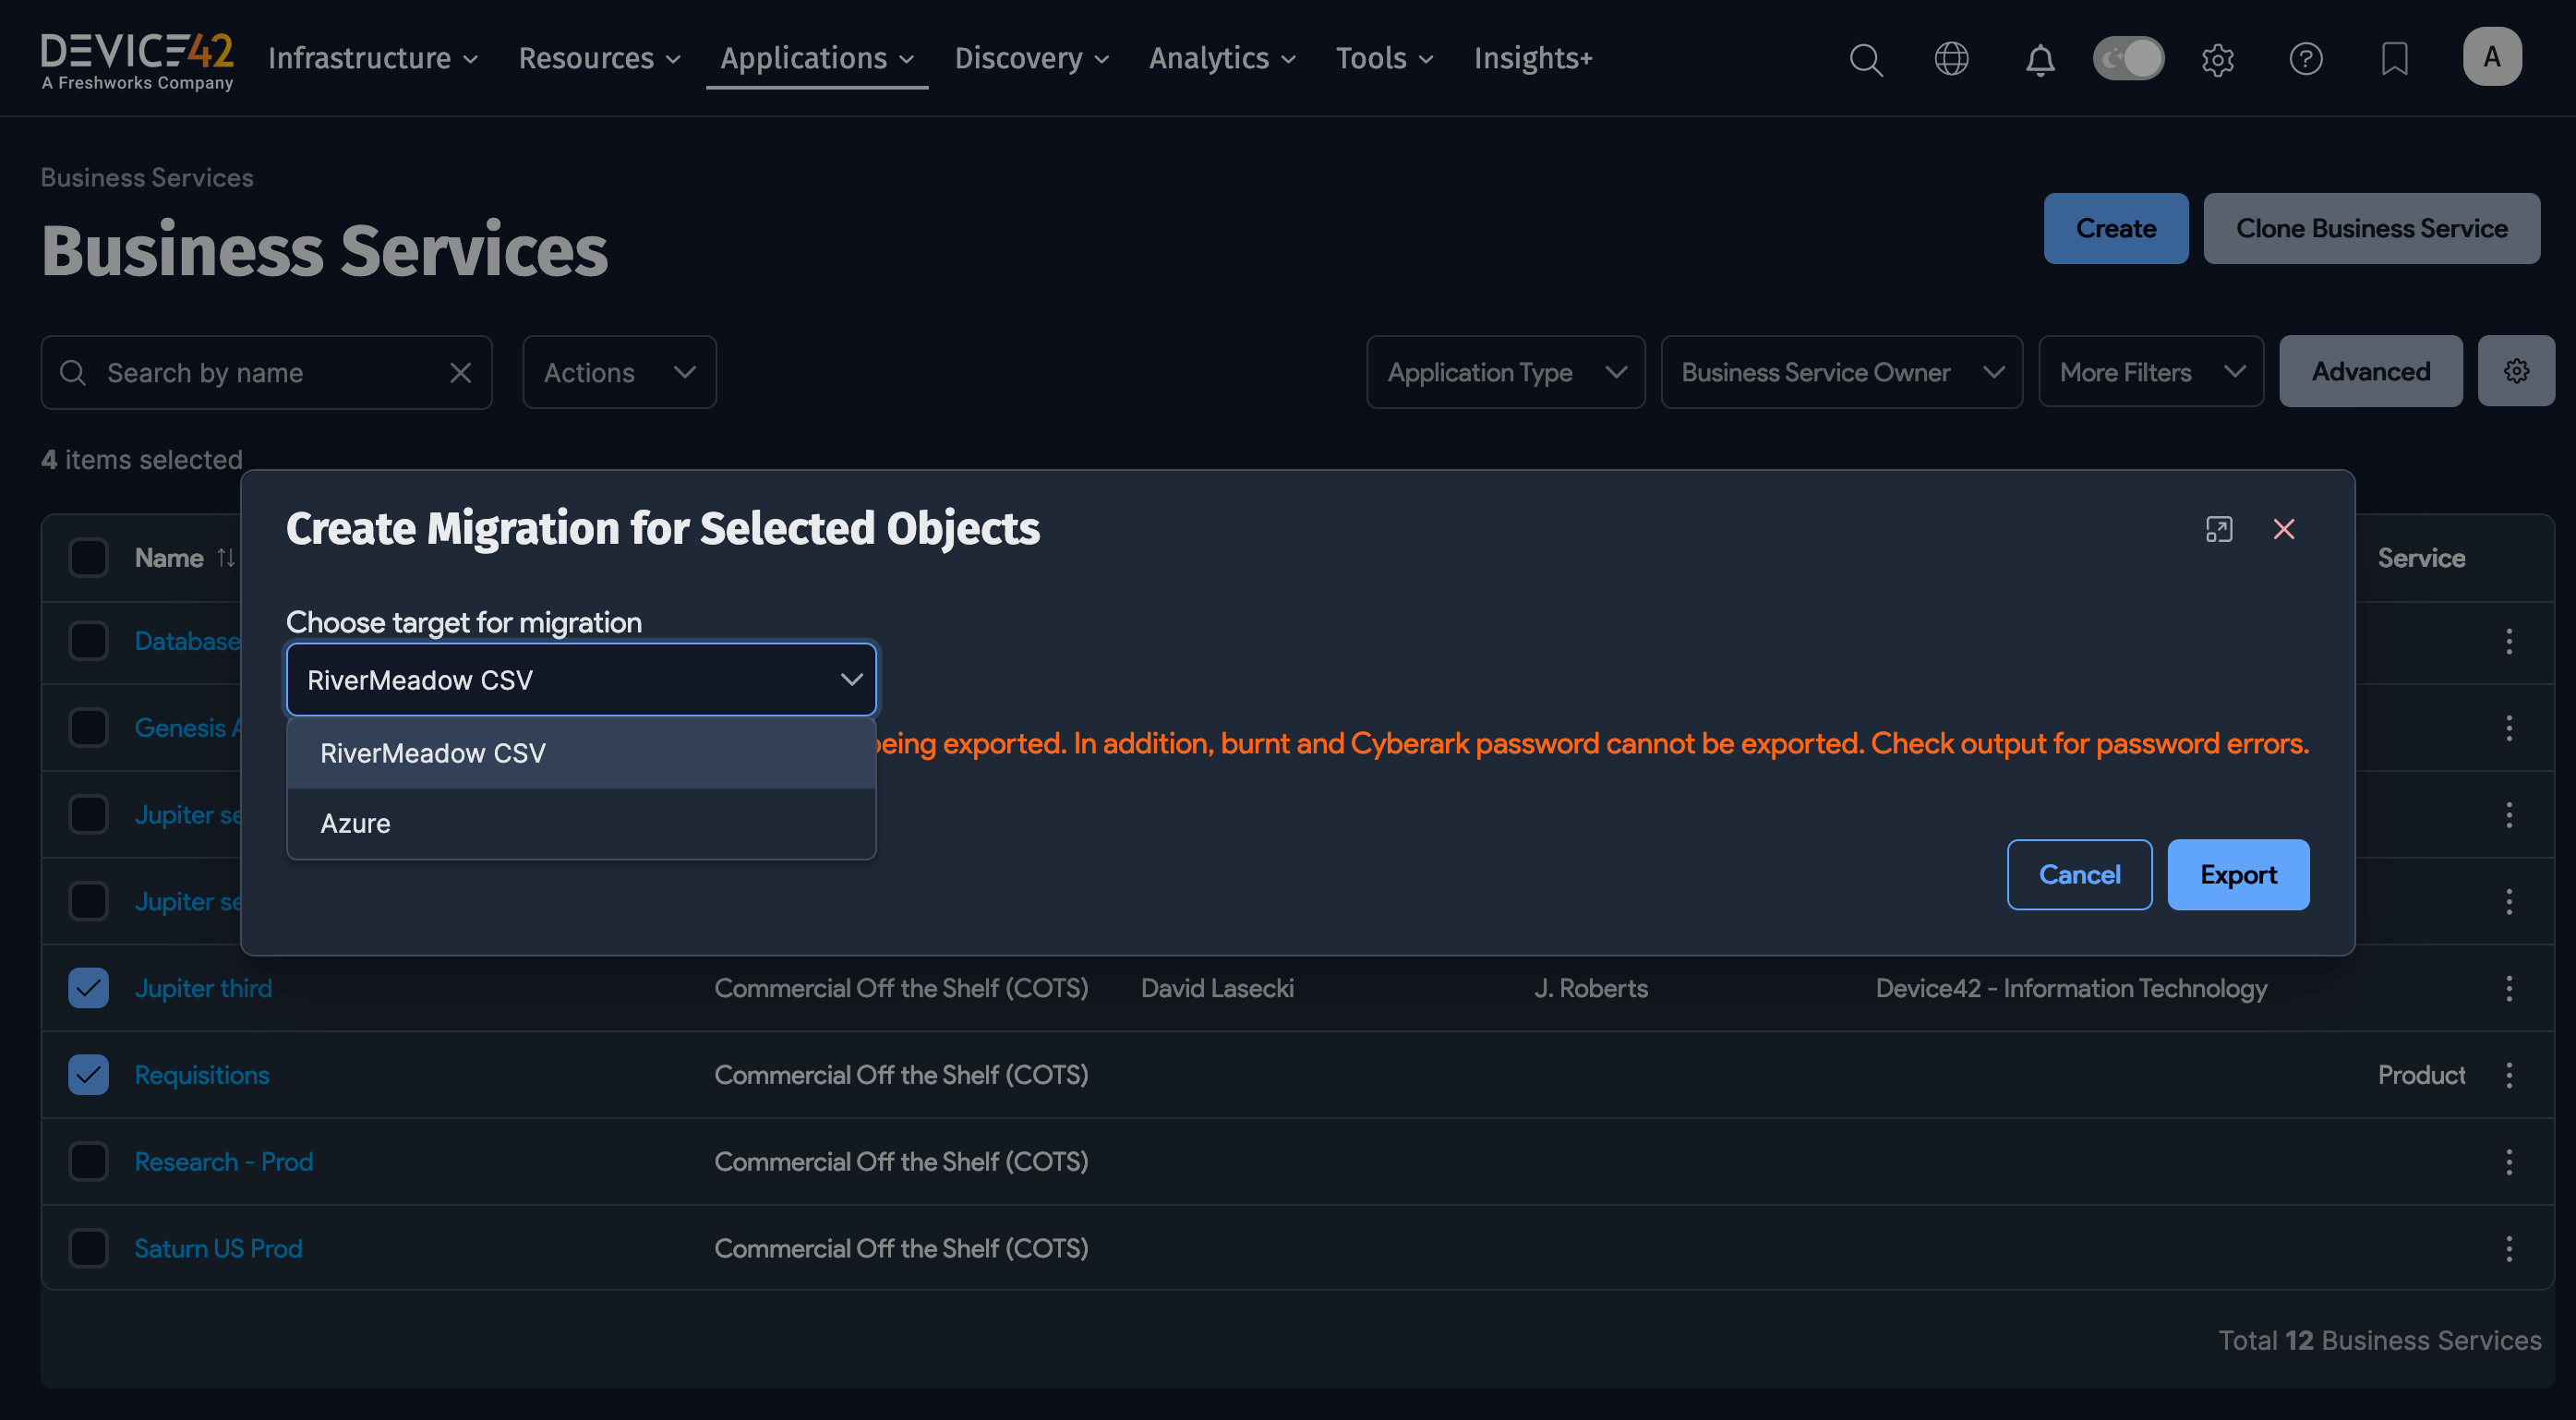 DEVICE42
A Freshworks Company
Infrastructure Resources Applications Discovery Analytics Tools Insights+
A
Business Services
Business Services
Create Clone Business Service
Search by name Actions Application Type Business Service Owner More Filters Advanced
4 items selected
Create Migration for Selected Objects
Name Service
Choose target for migration
Database
RiverMeadow CSV
Genesis
being exported. In addition, burnt and Cyberark password cannot be exported. Check output for password errors.
RiverMeadow CSV
Jupiter se
Azure
Cancel Export
Jupiter se
Jupiter third Commercial Off the Shelf (COTS) David Lasecki J. Roberts Device42 - Information Technology
Requisitions Commercial Off the Shelf (COTS) Product
Research - Prod Commercial Off the Shelf (COTS)
Saturn US Prod Commercial Off the Shelf (COTS)
Total 12 Business Services